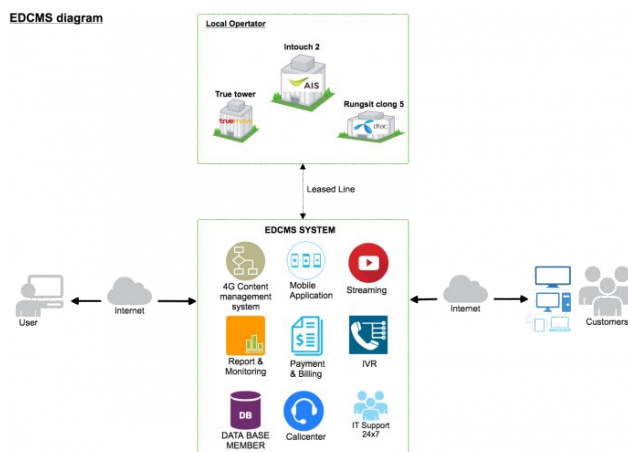 EDCMS diagram
Local Opertator
Intouch 2
AIS
True tower
Rungsit clong 5
truemove
dtac
Leased Line
EDCMS SYSTEM
4G Content
management
system
Mobile
Application
Streaming
User
Internet
Internet
Customers
Report &
Monitoring
Payment
& Billing
IVR
DB
DATA BASE
MEMBER
Callcenter
IT Support
24x7